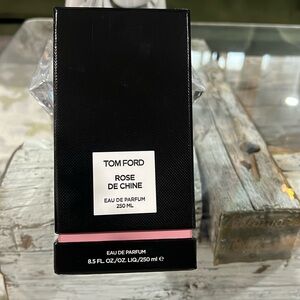 TOM FORD
ROSE
DE CHINE
EAU DE PARFUM
250 ML
EAU DE PARFUM
8.5 FL. OZ./OZ. LIQ./250 ml ℮